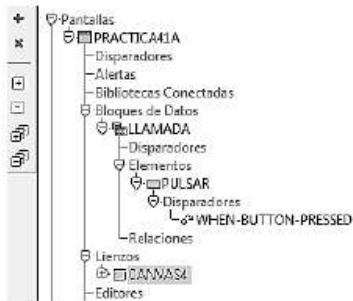 Pantallas
PRACTICA41A
Disparadores
Alertas
Bibliotecas Conectadas
Bloques de Datos
LLAMADA
Disparadores
Elementos
PULSAR
Disparadores
WHEN-BUTTON-PRESSED
Relaciones
Lienzos
CANVAS4
Editores